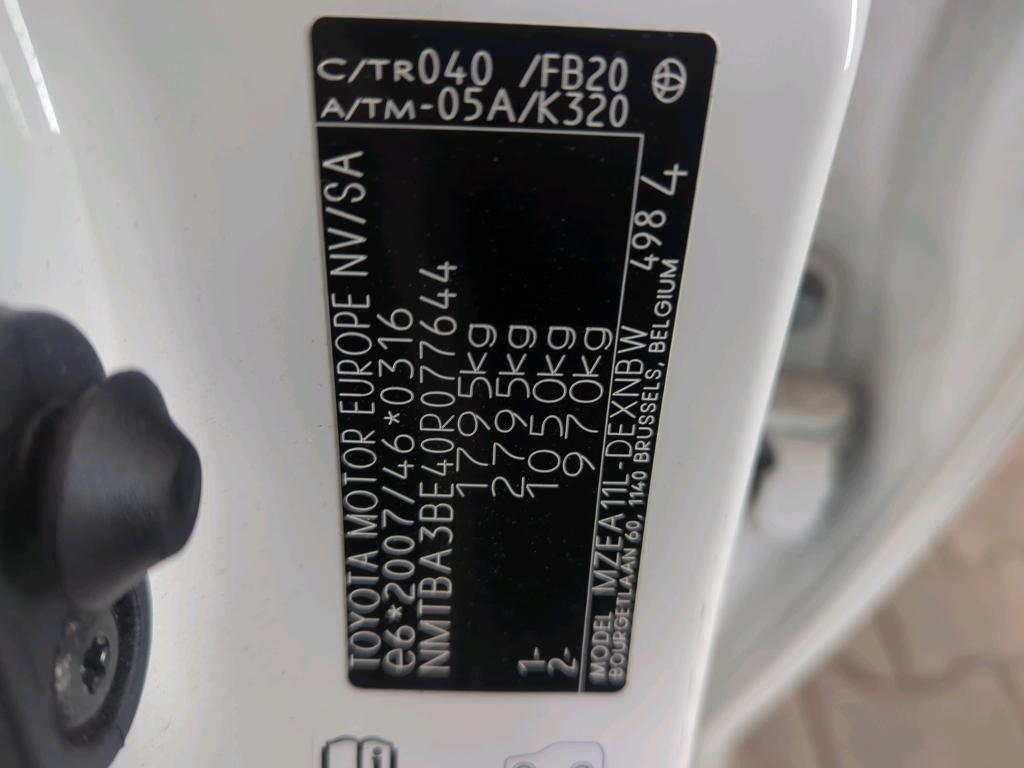 C/TR040 /FB20
A/TM-05A/K320
TOYOTA MOTOR EUROPE NV/SA
e6*2007/46*0316
NMTBA3BE40R077644
1795kg
2795kg
1- 1050kg
2- 970kg
MODEL MZEA11L-DEXNBW 498 4
BOURGETLAAN 60, 1140 BRUSSELS, BELGIUM